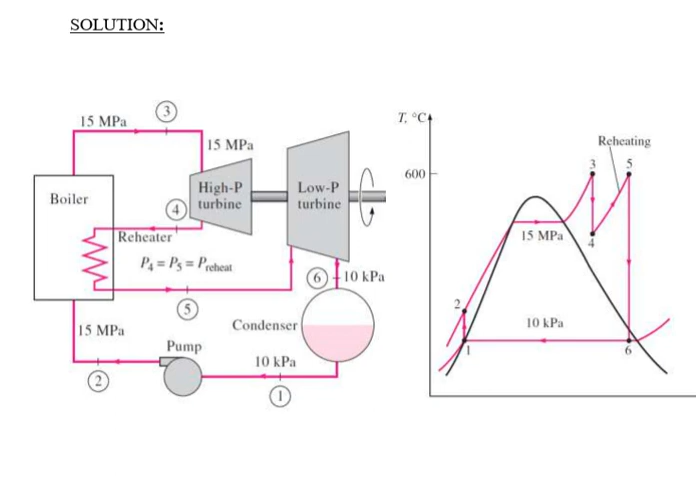 SOLUTION:
15 MPa
3
15 MPa
Boiler
High-P
turbine
Low-P
turbine
4
Reheater
P4 = P5 = Preheat
5
6
10 kPa
15 MPa
Condenser
Pump
10 kPa
2
1
T, °C
Reheating
600
3
5
15 MPa
4
2
10 kPa
1
6